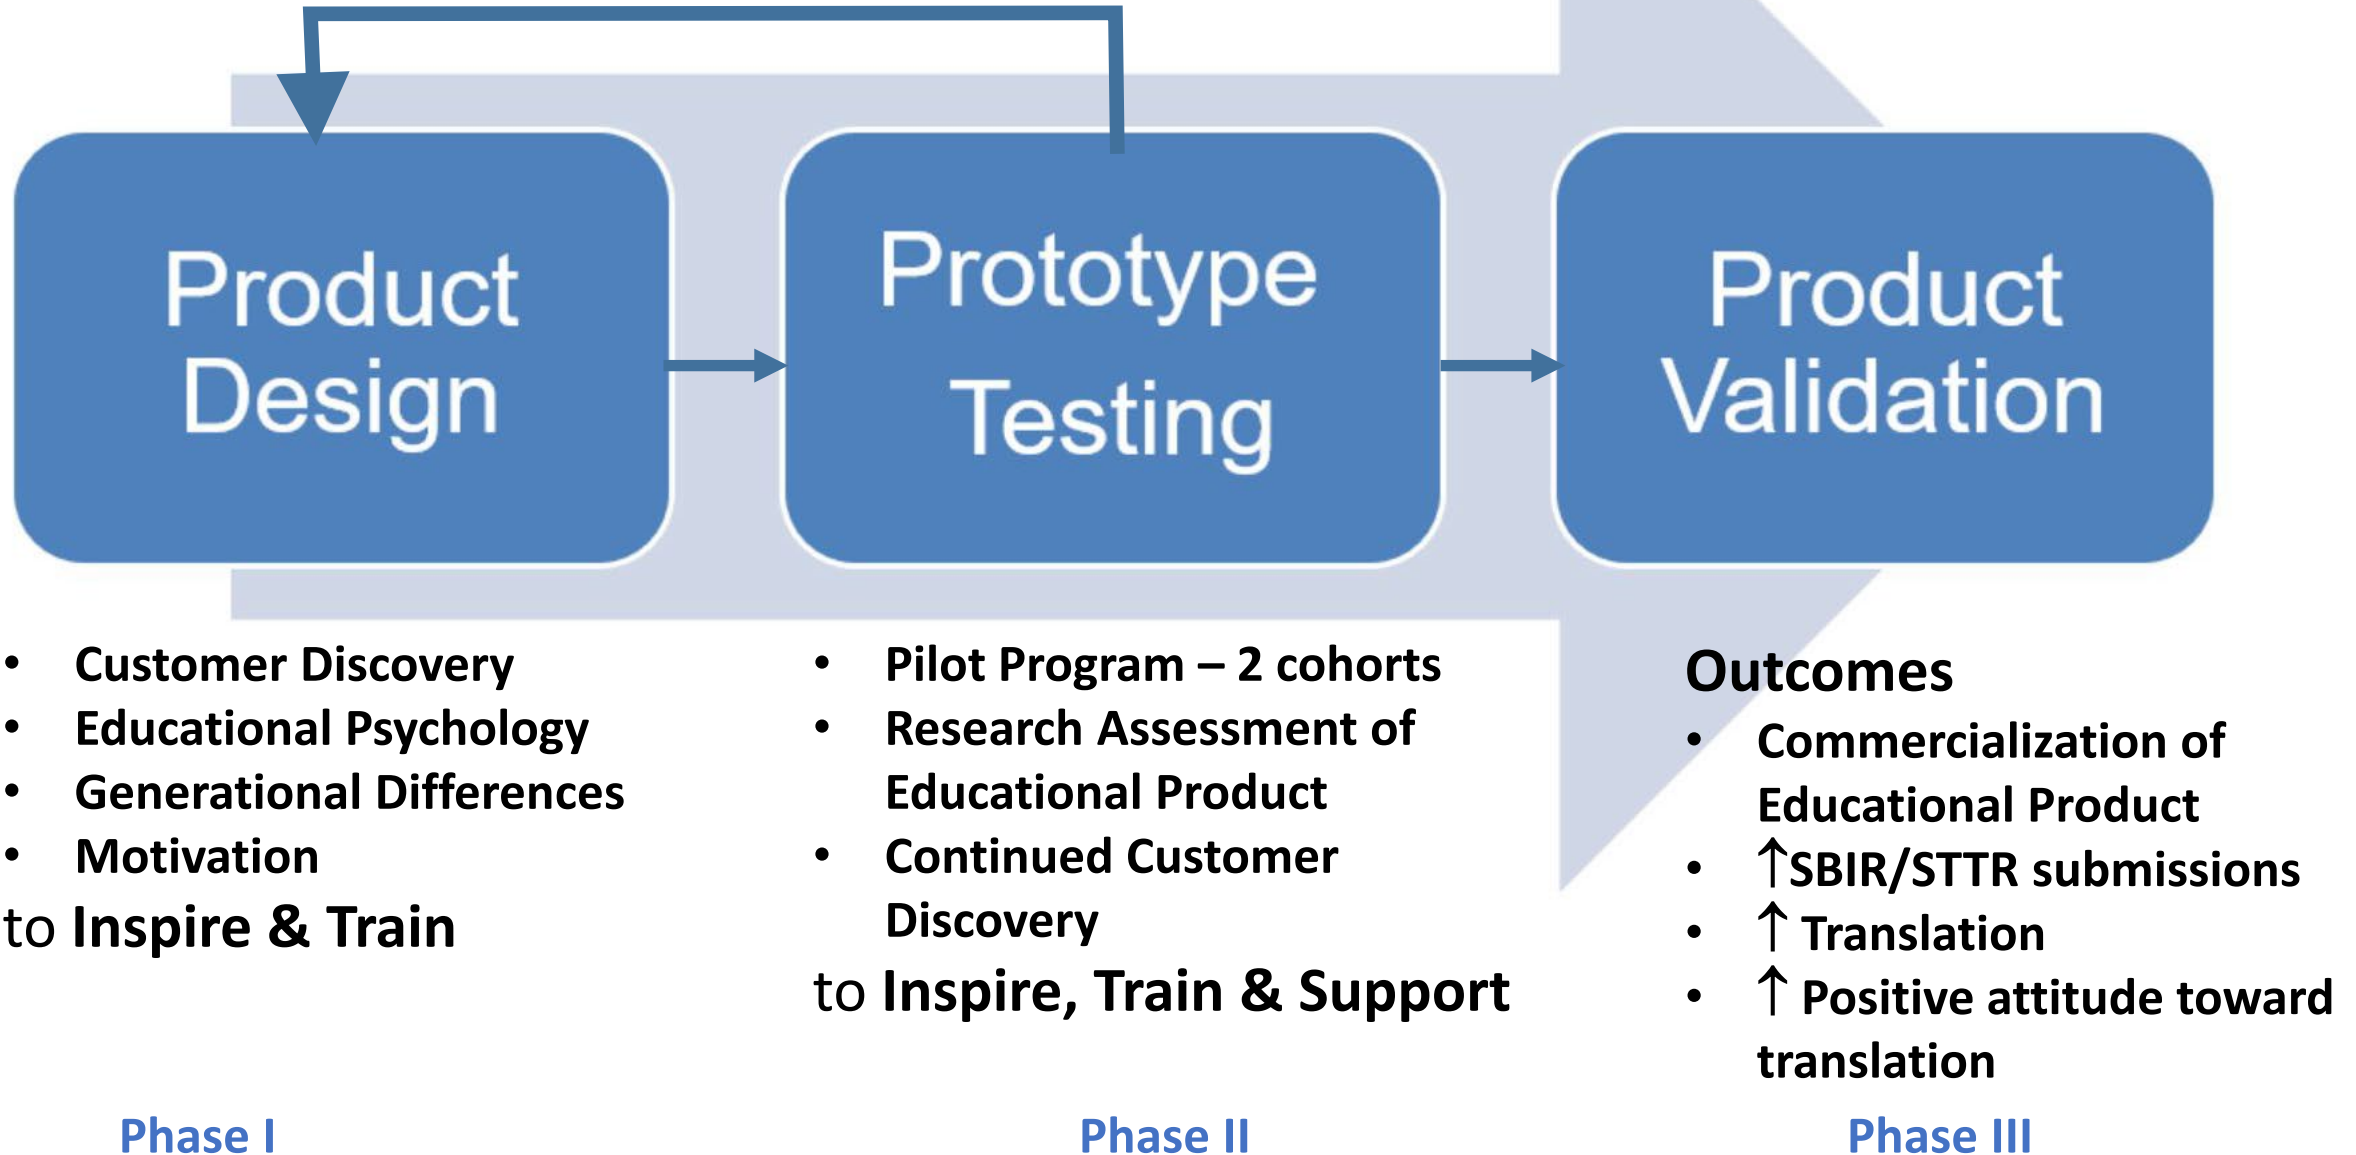 Product
Design
Prototype
Testing
Product
Validation
• Customer Discovery
• Educational Psychology
• Generational Differences
• Motivation
to Inspire & Train
• Pilot Program – 2 cohorts
• Research Assessment of
Educational Product
• Continued Customer
Discovery
to Inspire, Train & Support
Outcomes
• Commercialization of
Educational Product
• ↑SBIR/STTR submissions
• ↑ Translation
• ↑ Positive attitude toward
translation
Phase I
Phase II
Phase III